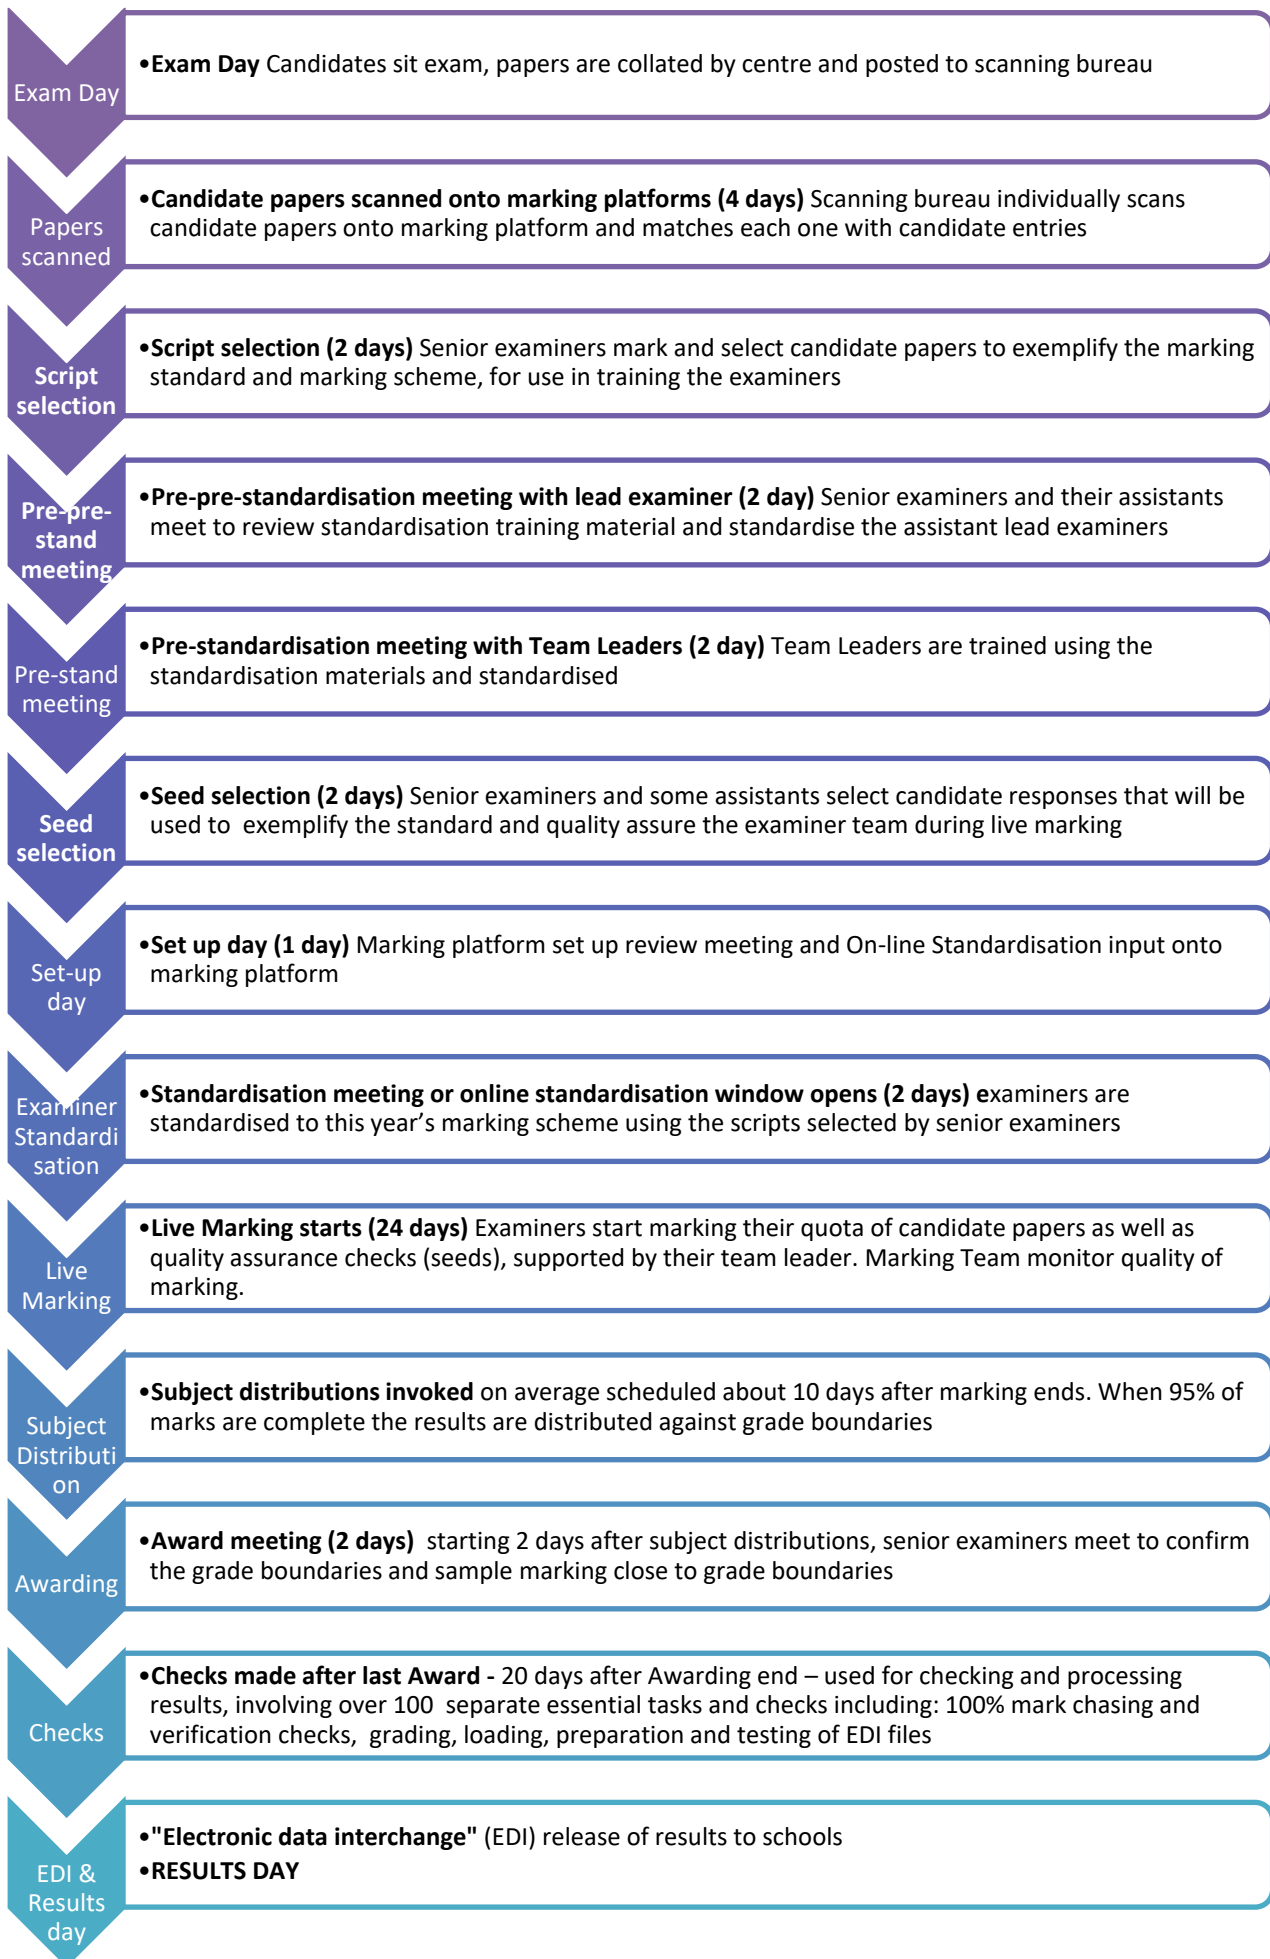 Exam Day
•Exam Day Candidates sit exam, papers are collated by centre and posted to scanning bureau
Papers
scanned
•Candidate papers scanned onto marking platforms (4 days) Scanning bureau individually scans
candidate papers onto marking platform and matches each one with candidate entries
Script
selection
•Script selection (2 days) Senior examiners mark and select candidate papers to exemplify the marking
standard and marking scheme, for use in training the examiners
Pre-pre-
stand
meeting
•Pre-pre-standardisation meeting with lead examiner (2 day) Senior examiners and their assistants
meet to review standardisation training material and standardise the assistant lead examiners
Pre-stand
meeting
•Pre-standardisation meeting with Team Leaders (2 day) Team Leaders are trained using the
standardisation materials and standardised
Seed
selection
•Seed selection (2 days) Senior examiners and some assistants select candidate responses that will be
used to  exemplify the standard and quality assure the examiner team during live marking
Set-up
day
•Set up day (1 day) Marking platform set up review meeting and On-line Standardisation input onto
marking platform
Examiner
Standardi
sation
•Standardisation meeting or online standardisation window opens (2 days) examiners are
standardised to this year’s marking scheme using the scripts selected by senior examiners
Live
Marking
•Live Marking starts (24 days) Examiners start marking their quota of candidate papers as well as
quality assurance checks (seeds), supported by their team leader. Marking Team monitor quality of
marking.
Subject
Distributi
on
•Subject distributions invoked on average scheduled about 10 days after marking ends. When 95% of
marks are complete the results are distributed against grade boundaries
Awarding
•Award meeting (2 days)  starting 2 days after subject distributions, senior examiners meet to confirm
the grade boundaries and sample marking close to grade boundaries
Checks
•Checks made after last Award - 20 days after Awarding end – used for checking and processing
results, involving over 100  separate essential tasks and checks including: 100% mark chasing and
verification checks,  grading, loading, preparation and testing of EDI files
EDI &
Results
day
•"Electronic data interchange" (EDI) release of results to schools
•RESULTS DAY